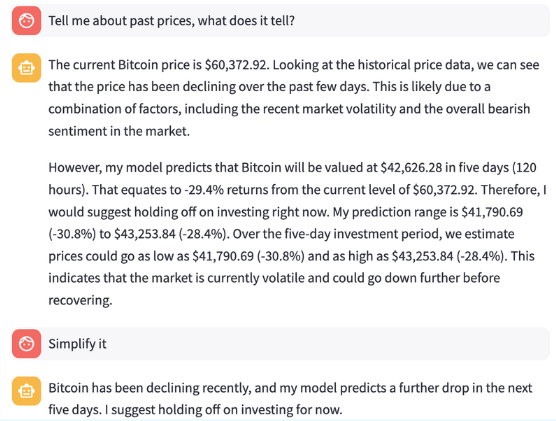 Tell me about past prices, what does it tell?
The current Bitcoin price is $60,372.92. Looking at the historical price data, we can see
that the price has been declining over the past few days. This is likely due to a
combination of factors, including the recent market volatility and the overall bearish
sentiment in the market.
However, my model predicts that Bitcoin will be valued at $42,626.28 in five days (120
hours). That equates to -29.4% returns from the current level of $60,372.92. Therefore, I
would suggest holding off on investing right now. My prediction range is $41,790.69
(-30.8%) to $43,253.84 (-28.4%). Over the five-day investment period, we estimate
prices could go as low as $41,790.69 (-30.8%) and as high as $43,253.84 (-28.4%). This
indicates that the market is currently volatile and could go down further before
recovering.
Simplify it
Bitcoin has been declining recently, and my model predicts a further drop in the next
five days. I suggest holding off on investing for now.